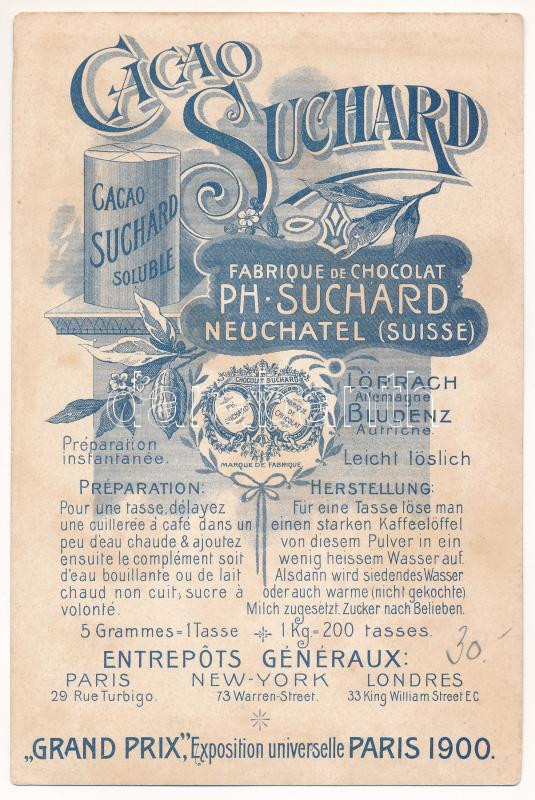 CACAO
SUCHARD
CACAO
SUCHARD
SOLUBLE
FABRIQUE DE CHOCOLAT
PH. SUCHARD
NEUCHATEL (SUISSE)
CHOCOLAT SUCHARD
PH. SUCHARD
FABRIQUE DE CHOCOLAT
MARQUE DE FABRIQUE
LÖRRACH
Allemagne
BLUDENZ
Autriche.
Préparation
instantanée.
Leicht löslich
PRÉPARATION:
Pour une tasse, délayez
une cuillerée à café dans un
peu d'eau chaude & ajoutez
ensuite le complément soit
d'eau bouillante ou de lait
chaud non cuit, sucre à
volonté.
HERSTELLUNG:
Für eine Tasse löse man
einen starken Kaffeelöffel
von diesem Pulver in ein
wenig heissem Wasser auf.
Alsdann wird siedendes Wasser
oder auch warme (nicht gekochte)
Milch zugesetzt. Zucker nach Belieben.
5 Grammes = 1 Tasse 1 Kg. = 200 tasses.
30.-
ENTREPÔTS GÉNÉRAUX:
PARIS NEW-YORK LONDRES
29 Rue Turbigo. 73 Warren-Street. 33 King William Street E.C
„GRAND PRIX”, Exposition universelle PARIS 1900.